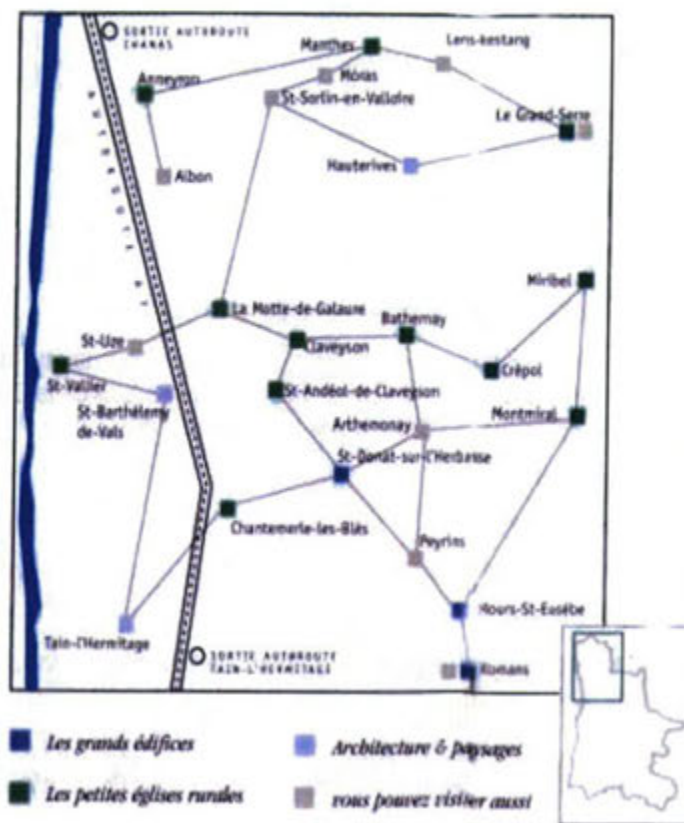 SORTIE AUTOROUTE
CHANAS
Manthes
Lens-Lestang
Anneyron
Moras
St-Sorlin-en-Valloire
Le Grand-Serre
Hauterives
Albon
AUTOROUTE A7
La Motte-de-Galaure
Miribel
Bathernay
St-Uze
Claveyson
Crépol
St-Vallier
St-Barthélemy
de-Vals
St-Andéol-de-Claveyson
Montmiral
Arthemonay
St-Donat-sur-l'Herbasse
Chantemerle-les-Blés
Peyrins
Mours-St-Eusèbe
Tain-l'Hermitage
SORTIE AUTOROUTE
TAIN-L'HERMITAGE
Romans
Les grands édifices
Architecture & paysages
Les petites églises rurales
vous pouvez visiter aussi